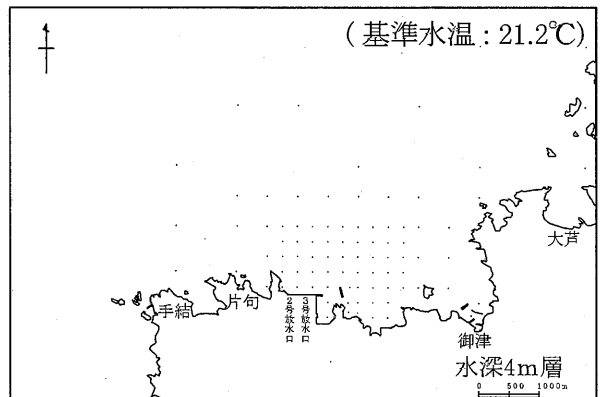 (基準水温：21.2℃)
大芦
片句
手結
2号放水口
3号放水口
御津
水深4m層
0 500 1000m